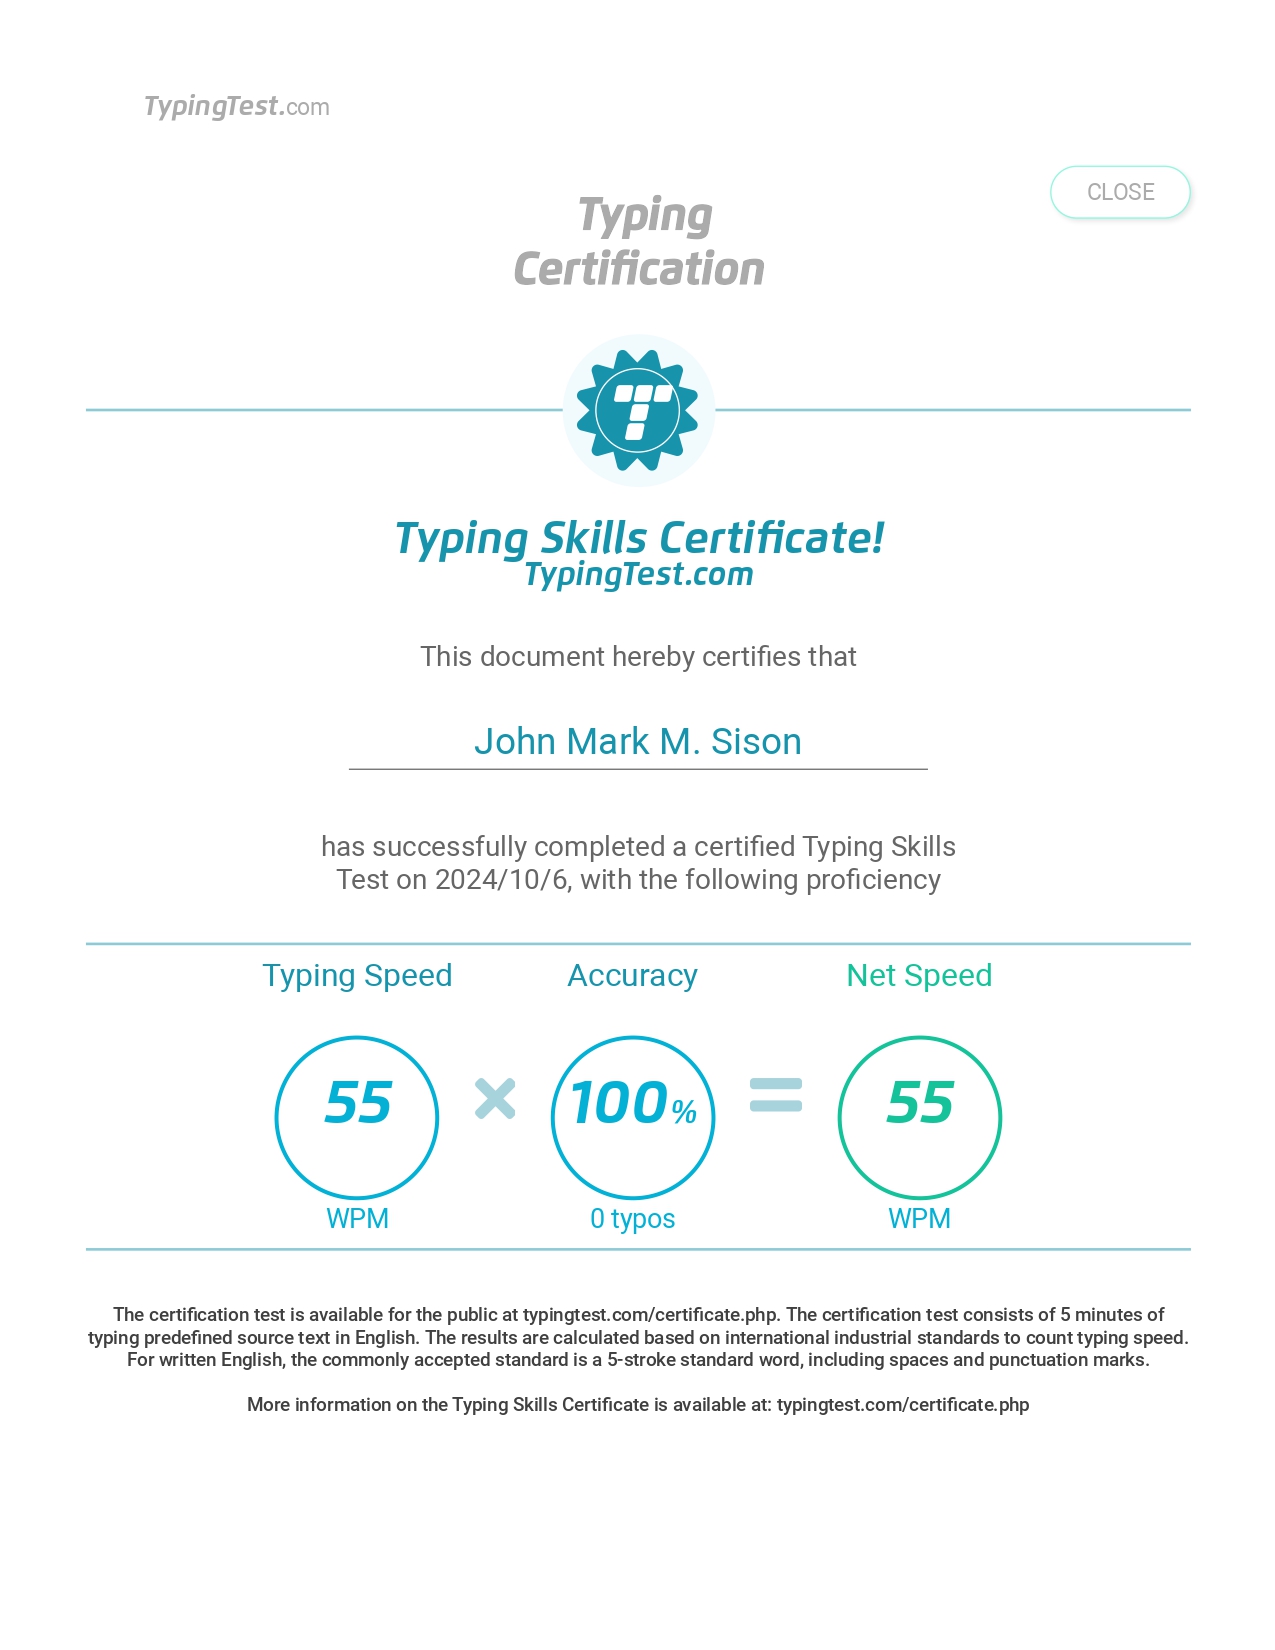 TypingTest.com
CLOSE
Typing
Certification
T
Typing Skills Certificate!
TypingTest.com
This document hereby certifies that
John Mark M. Sison
has successfully completed a certified Typing Skills
Test on 2024/10/6, with the following proficiency
Typing Speed Accuracy Net Speed
55 × 100% = 55
WPM 0 typos WPM
The certification test is available for the public at typingtest.com/certificate.php. The certification test consists of 5 minutes of
typing predefined source text in English. The results are calculated based on international industrial standards to count typing speed.
For written English, the commonly accepted standard is a 5-stroke standard word, including spaces and punctuation marks.
More information on the Typing Skills Certificate is available at: typingtest.com/certificate.php